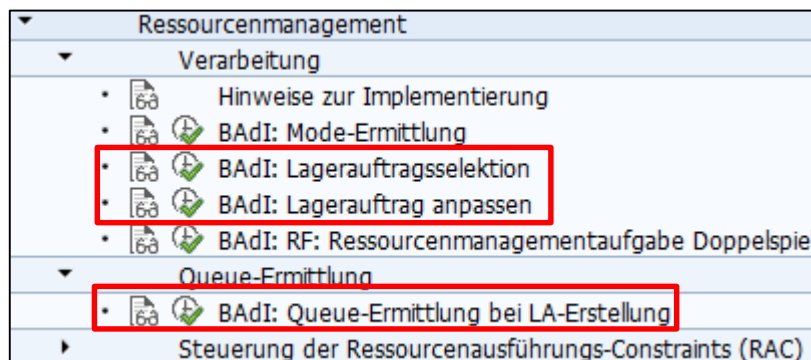 Ressourcenmanagement
Verarbeitung
Hinweise zur Implementierung
BAdI: Mode-Ermittlung
BAdI: Lagerauftragsselektion
BAdI: Lagerauftrag anpassen
BAdI: RF: Ressourcenmanagementaufgabe Doppelspie
Queue-Ermittlung
BAdI: Queue-Ermittlung bei LA-Erstellung
Steuerung der Ressourcenausführungs-Constraints (RAC)